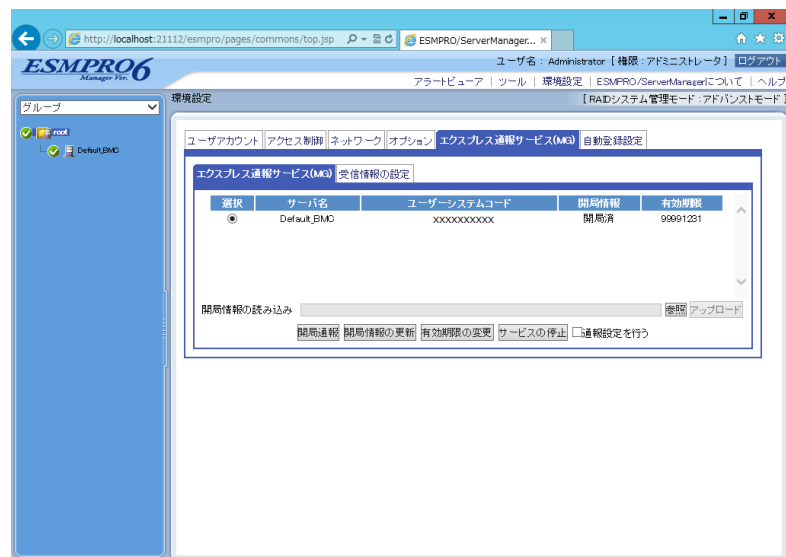 http://localhost:21112/esmpro/pages/commons/top.jsp
ESMPRO/ServerManager... ×
ESMPRO6
Manager Ver.
ユーザ名 : Administrator [ 権限 : アドミニストレータ ] ログアウト
アラートビューア | ツール | 環境設定 | ESMPRO/ServerManagerについて | ヘルプ
グループ
root
Default_BMC
環境設定
[ RAIDシステム管理モード : アドバンストモード ]
ユーザアカウント アクセス制御 ネットワーク オプション エクスプレス通報サービス(MG) 自動登録設定
エクスプレス通報サービス(MG) 受信情報の設定
選択 サーバ名 ユーザーシステムコード 開局情報 有効期限
Default_BMC XXXXXXXXXX 開局済 99991231
開局情報の読み込み 参照 アップロード
開局通報 開局情報の更新 有効期限の変更 サービスの停止 通報設定を行う